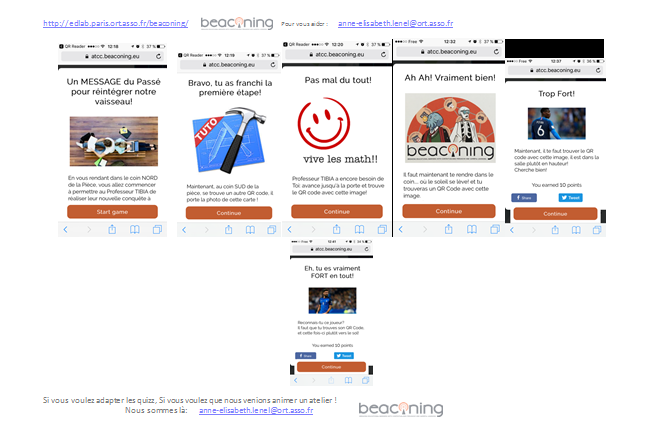 http://edlab.paris.ort.asso.fr/beaconing/ beaconing Pour vous aider : anne-elisabeth.lenel@ort.asso.fr
QR Reader 12:18 37 %
atcc.beaconing.eu
Un MESSAGE du Passé
pour réintégrer notre
vaisseau!
En vous rendant dans le coin NORD
de la Pièce, vous allez commencer
à permettre au Professeur TIBIA de
réaliser leur nouvelle conquête à
Start game
QR Reader 12:19 37 %
atcc.beaconing.eu
Bravo, tu as franchi la
première étape!
TUTO
Maintenant, au coin SUD de la
pièce, se trouve un autre QR code, il
porte la photo de cette carte !
Continue
QR Reader 12:20 37 %
atcc.beaconing.eu
Pas mal du tout!
vive les math!!
Professeur TIBIA a encore besoin de
Toi: avance jusqu'à la porte et trouve
le QR code avec cette image!
Continue
Free 12:32 37 %
atcc.beaconing.eu
Ah Ah! Vraiment bien!
beaconing
Il faut maintenant te rendre dans le
coin... où le soleil se lève! et tu
trouveras un QR Code avec cette
image.
Continue
Free 12:37 37 %
atcc.beaconing.eu
Trop Fort!
6
Maintenant, il te faut trouver le QR
code avec cette image, il est dans la
salle plutôt en hauteur!
Cherche bien!
You earned 10 points
Share Tweet
Continue
Free 12:41 36 %
atcc.beaconing.eu
Eh, tu es vraiment
FORT en tout!
Reconnais-tu ce joueur?
Il faut que tu trouves son QR Code,
et cette fois-ci plutôt vers le sol!
You earned 10 points
Tweet
Continue
Si vous voulez adapter les quizz, Si vous voulez que nous venions animer un atelier !
Nous sommes là: anne-elisabeth.lenel@ort.asso.fr beaconing